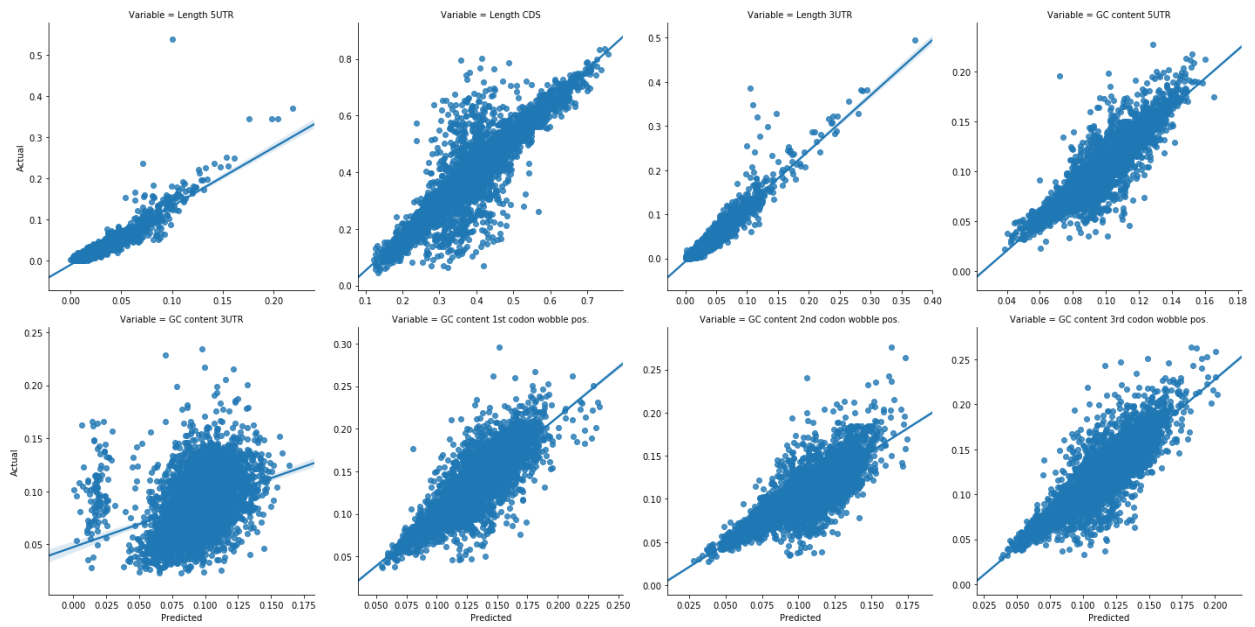 Variable = Length 5UTR
Variable = Length CDS
Variable = Length 3UTR
Variable = GC content 5UTR
Actual
0.5
0.4
0.3
0.2
0.1
0.0
0.00 0.05 0.10 0.15 0.20
0.8
0.6
0.4
0.2
0.0
0.1 0.2 0.3 0.4 0.5 0.6 0.7
0.5
0.4
0.3
0.2
0.1
0.0
0.00 0.05 0.10 0.15 0.20 0.25 0.30 0.35 0.40
0.20
0.15
0.10
0.05
0.00
0.04 0.06 0.08 0.10 0.12 0.14 0.16 0.18
Variable = GC content 3UTR
Variable = GC content 1st codon wobble pos.
Variable = GC content 2nd codon wobble pos.
Variable = GC content 3rd codon wobble pos.
Actual
0.25
0.20
0.15
0.10
0.05
0.00
0.000 0.025 0.050 0.075 0.100 0.125 0.150 0.175
Predicted
0.30
0.25
0.20
0.15
0.10
0.05
0.050 0.075 0.100 0.125 0.150 0.175 0.200 0.225 0.250
Predicted
0.25
0.20
0.15
0.10
0.05
0.00
0.025 0.050 0.075 0.100 0.125 0.150 0.175
Predicted
0.25
0.20
0.15
0.10
0.05
0.00
0.025 0.050 0.075 0.100 0.125 0.150 0.175 0.200
Predicted